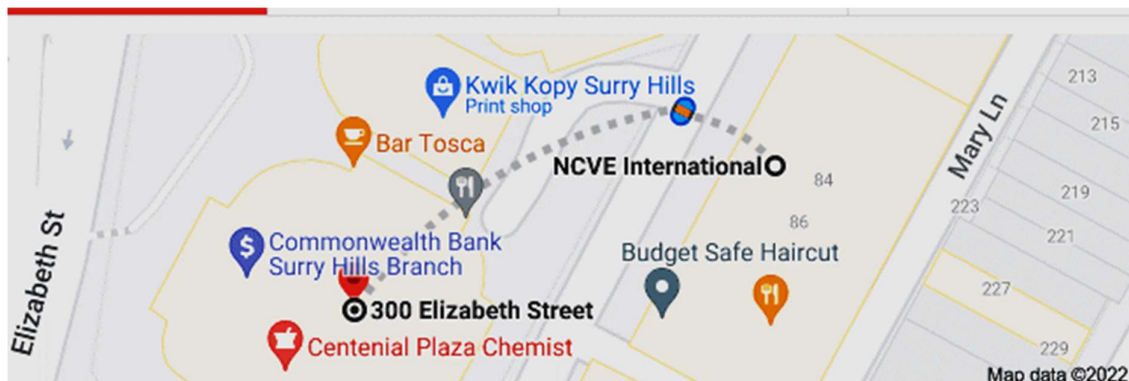 213
Kwik Kopy Surry Hills
Print shop
215
Bar Tosca
Mary Ln
NCVE International
84
219
223
86
221
Elizabeth St
Commonwealth Bank
Surry Hills Branch
Budget Safe Haircut
227
300 Elizabeth Street
Centenial Plaza Chemist
229
Map data ©2022